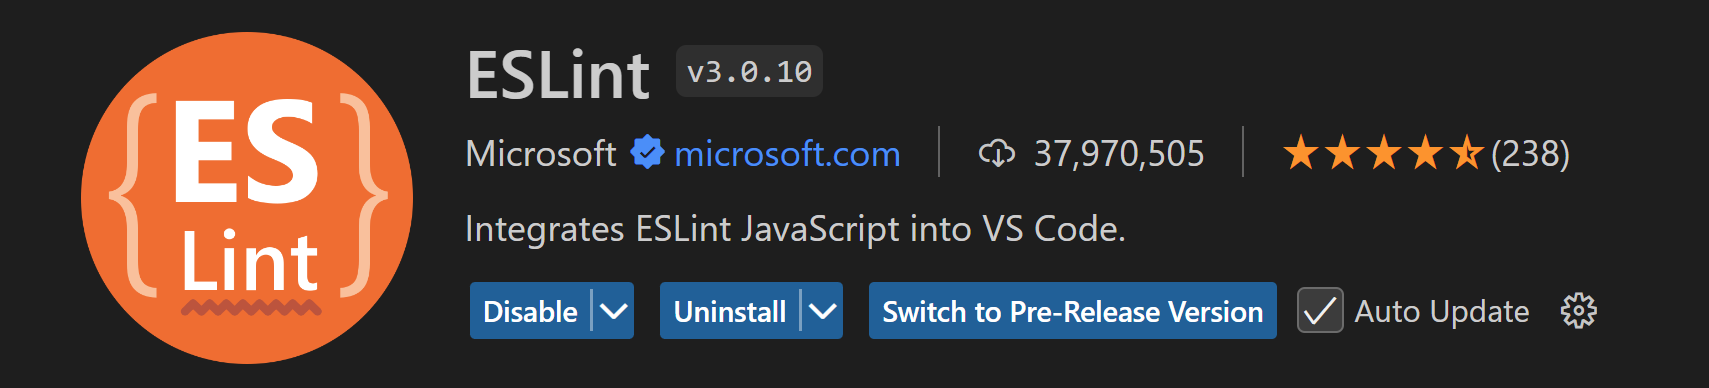 {ES
Lint}
ESLint v3.0.10
Microsoft microsoft.com 37,970,505 ★★★★⯪(238)
Integrates ESLint JavaScript into VS Code.
Disable Uninstall Switch to Pre-Release Version Auto Update